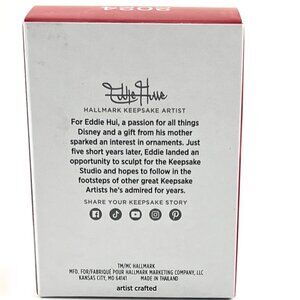 2024
Eddie Hui
HALLMARK KEEPSAKE ARTIST
For Eddie Hui, a passion for all things
Disney and a gift from his mother
sparked an interest in ornaments. Just
five short years later, Eddie landed an
opportunity to sculpt for the Keepsake
Studio and hopes to follow in the
footsteps of other great Keepsake
Artists he's admired for years.
SHARE YOUR KEEPSAKE STORY
TM/MC HALLMARK
MFD. FOR/FABRIQUÉ POUR HALLMARK MARKETING COMPANY, LLC
KANSAS CITY, MO 64141 MADE IN THAILAND
artist crafted